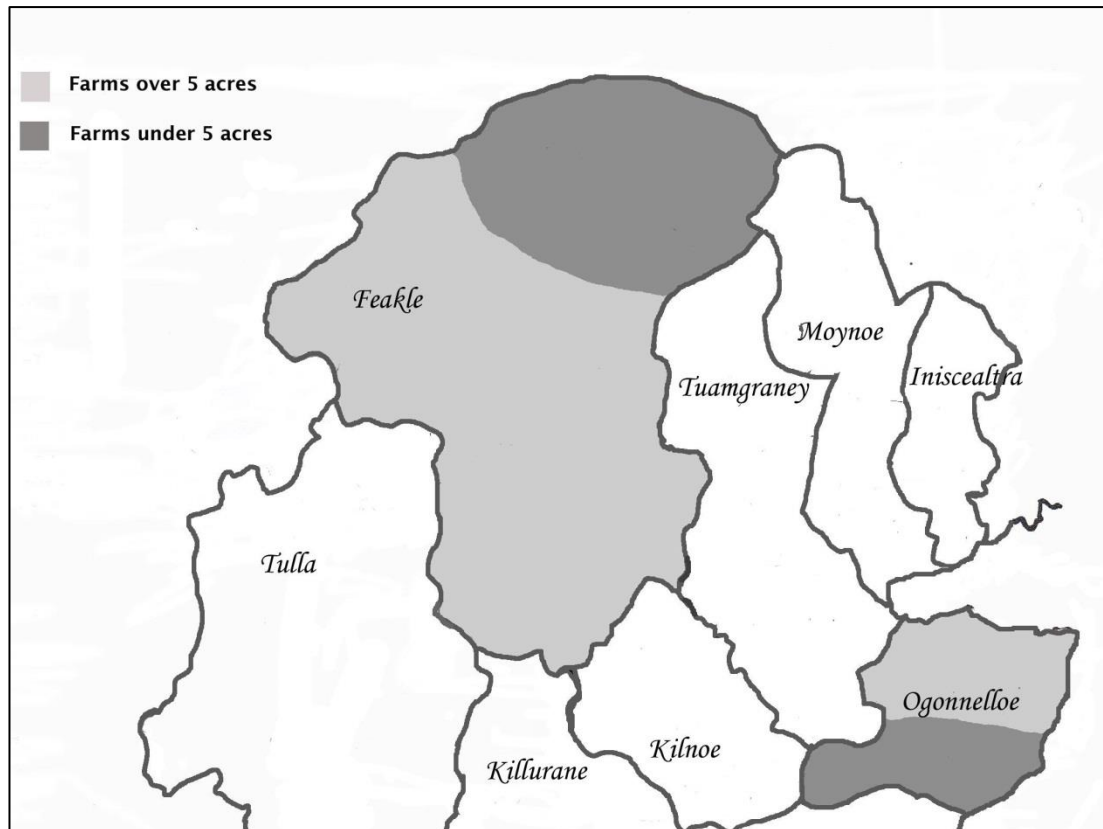 Farms over 5 acres
Farms under 5 acres
Feakle
Moynoe
Iniscealtra
Tuamgraney
Tulla
Ogonnelloe
Kilnoe
Killurane